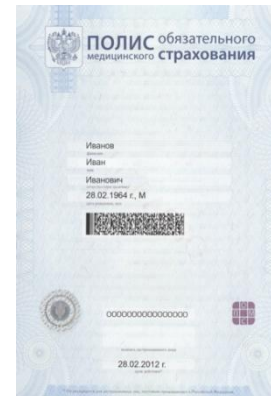 ПОЛИС обязательного
медицинского страхования
Иванов
Иван
Иванович
28.02.1964 г., М
0000000000000000
28.02.2012 г.